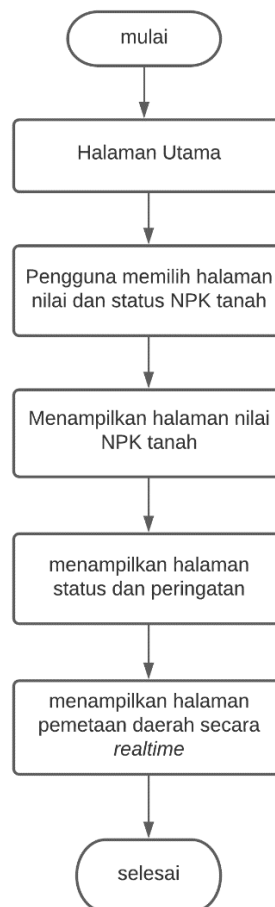 mulai
Halaman Utama
Pengguna memilih halaman
nilai dan status NPK tanah
Menampilkan halaman nilai
NPK tanah
menampilkan halaman
status dan peringatan
menampilkan halaman
pemetaan daerah secara
realtime
selesai